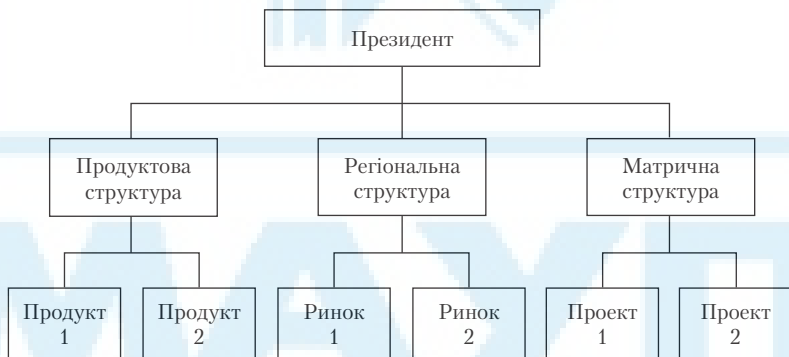 Президент
Продуктова
структура
Регіональна
структура
Матрична
структура
Продукт
1
Продукт
2
Ринок
1
Ринок
2
Проект
1
Проект
2